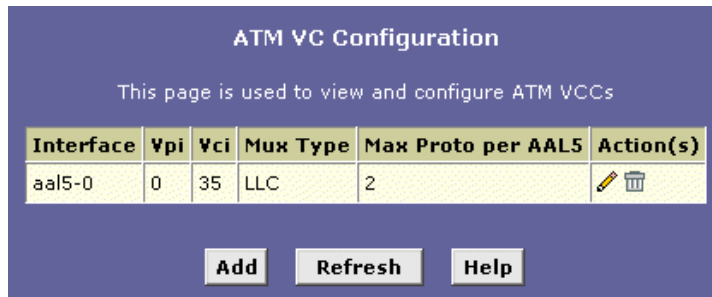 ATM VC Configuration
This page is used to view and configure ATM VCCs
Interface Vpi Vci Mux Type Max Proto per AAL5 Action(s)
aal5-0 0 35 LLC 2
Add Refresh Help